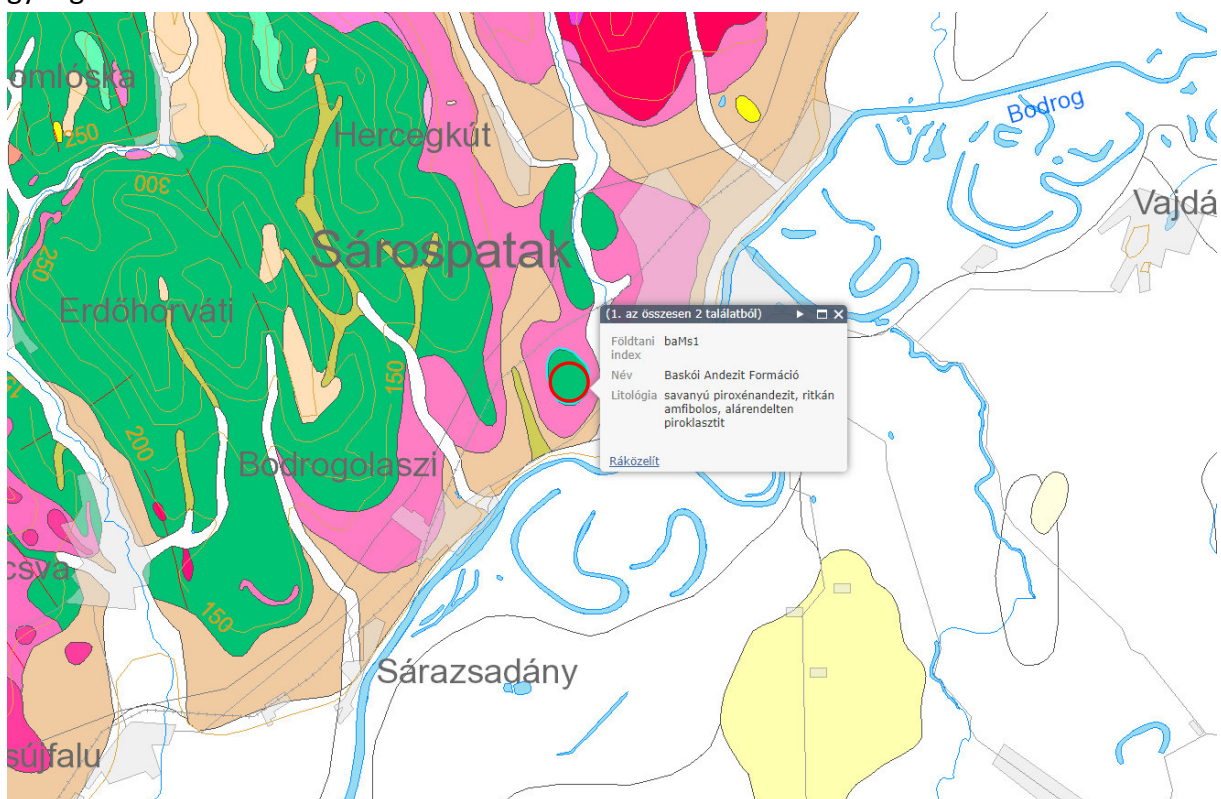 omlóska
250
300
Hercegkút
Bodrog
Vajdá
Sárospatak
250
Erdőhorváti
(1. az összesen 2 találatból)
Földtani index baMs1
Név Baskói Andezit Formáció
Litológia savanyú piroxénandezit, ritkán
amfibolos, alárendelten
piroklasztit
Ráközelít
150
200
Bodrogolaszi
csva
150
Sárazsadány
súifalu